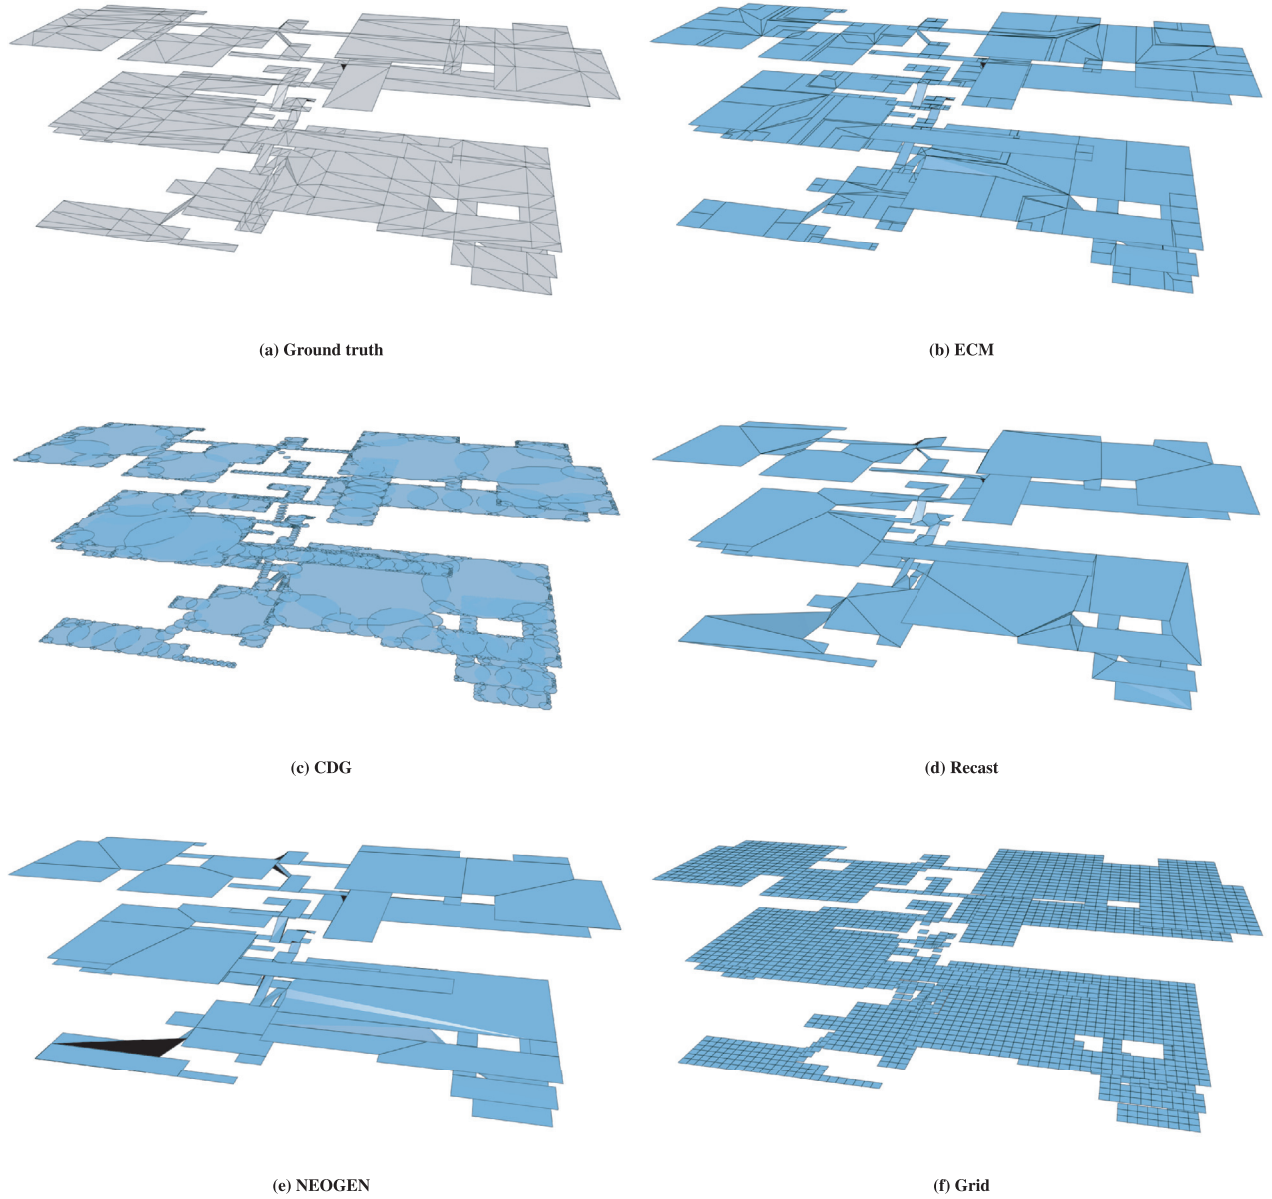 (a) Ground truth
(b) ECM
(c) CDG
(d) Recast
(e) NEOGEN
(f) Grid